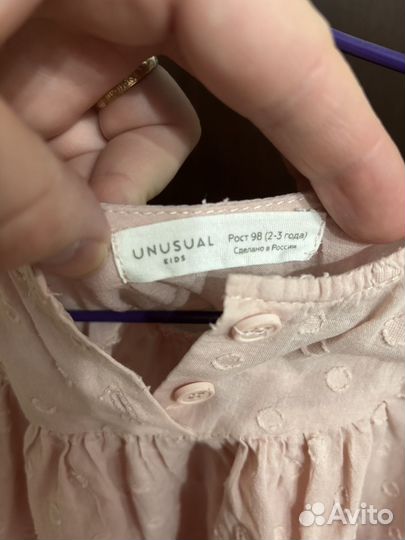 UNUSUAL
KIDS
Рост 98 (2-3 года)
Сделано в России
Avito